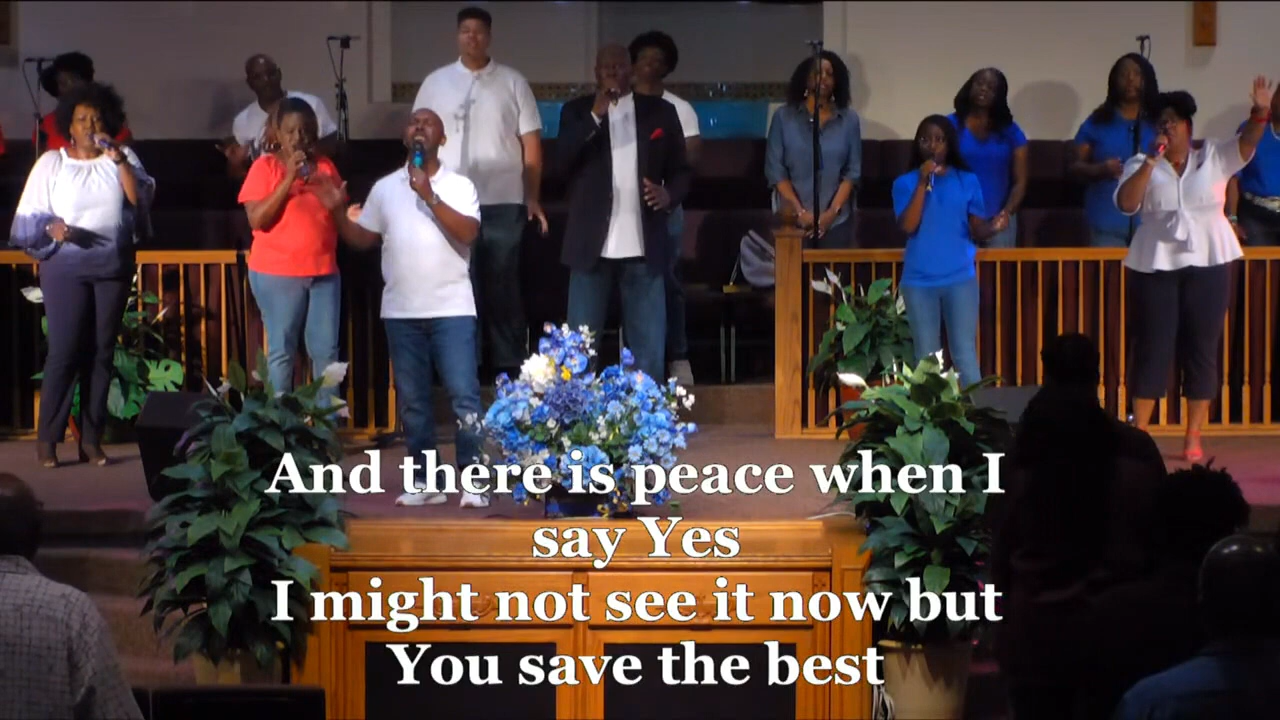 And there is peace when I
say Yes
I might not see it now but
You save the best